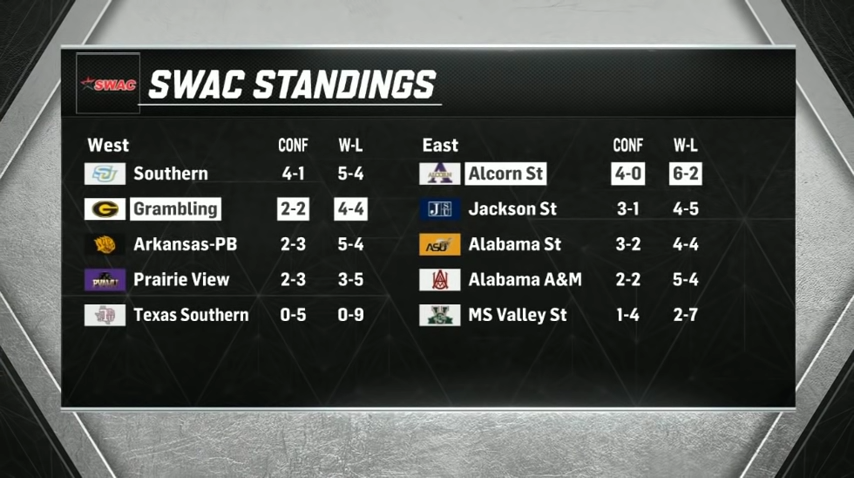 SWAC
SWAC STANDINGS
West CONF W-L
Southern 4-1 5-4
Grambling 2-2 4-4
Arkansas-PB 2-3 5-4
Prairie View 2-3 3-5
Texas Southern 0-5 0-9
East CONF W-L
Alcorn St 4-0 6-2
Jackson St 3-1 4-5
ASU Alabama St 3-2 4-4
Alabama A&M 2-2 5-4
MS Valley St 1-4 2-7